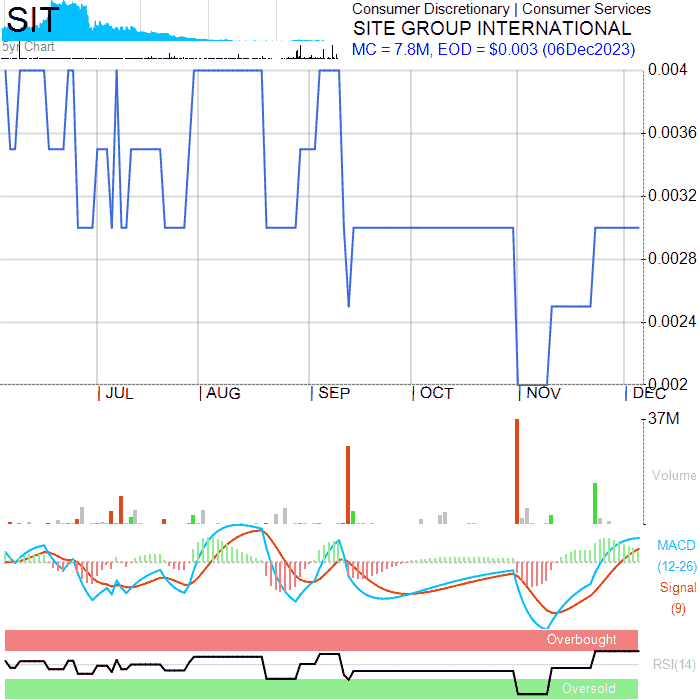 SIT
5yr Chart
Consumer Discretionary | Consumer Services
SITE GROUP INTERNATIONAL
MC = 7.8M, EOD = $0.003 (06Dec2023)
0.004
0.0036
0.0032
0.0028
0.0024
0.002
JUL AUG SEP OCT NOV DEC
37M
Volume
MACD
(12-26)
Signal
(9)
Overbought
RSI(14)
Oversold